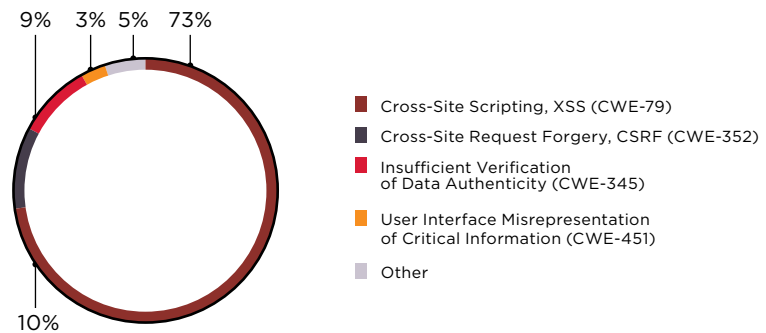 9%
3%
5%
73%
Cross-Site Scripting, XSS (CWE-79)
Cross-Site Request Forgery, CSRF (CWE-352)
Insufficient Verification
of Data Authenticity (CWE-345)
User Interface Misrepresentation
of Critical Information (CWE-451)
Other
10%